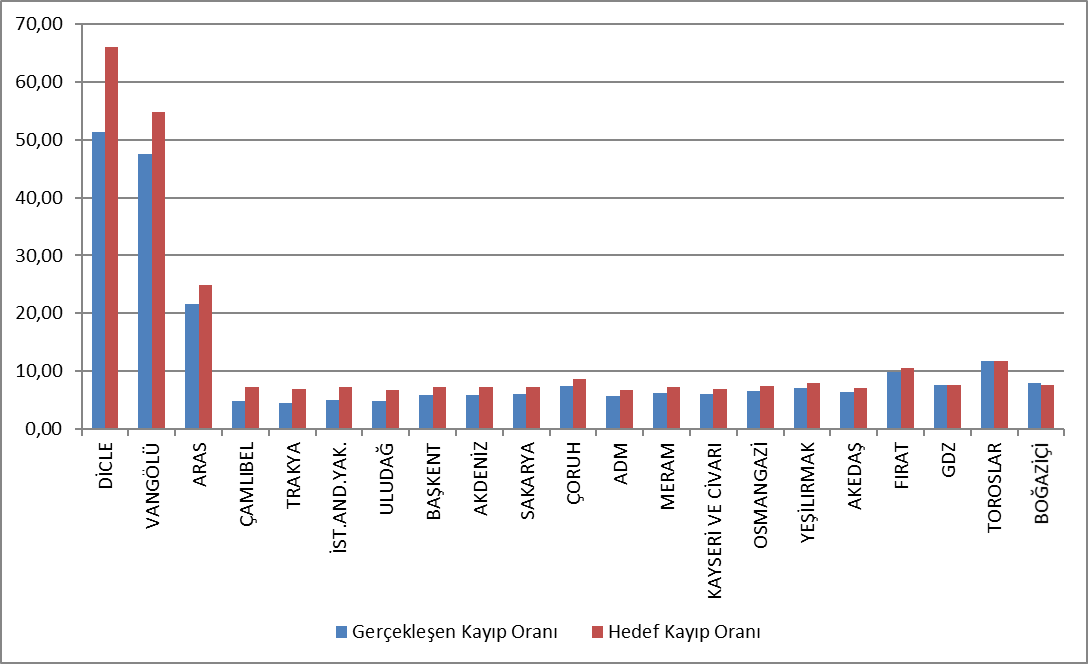 70,00
60,00
50,00
40,00
30,00
20,00
10,00
0,00
DİCLE
VANGÖLÜ
ARAS
ÇAMLIBEL
TRAKYA
İST.AND.YAK.
ULUDAĞ
BAŞKENT
AKDENİZ
SAKARYA
ÇORUH
ADM
MERAM
KAYSERİ VE CİVARI
OSMANGAZİ
YEŞİLIRMAK
AKEDAŞ
FIRAT
GDZ
TOROSLAR
BOĞAZİÇİ
Gerçekleşen Kayıp Oranı
Hedef Kayıp Oranı